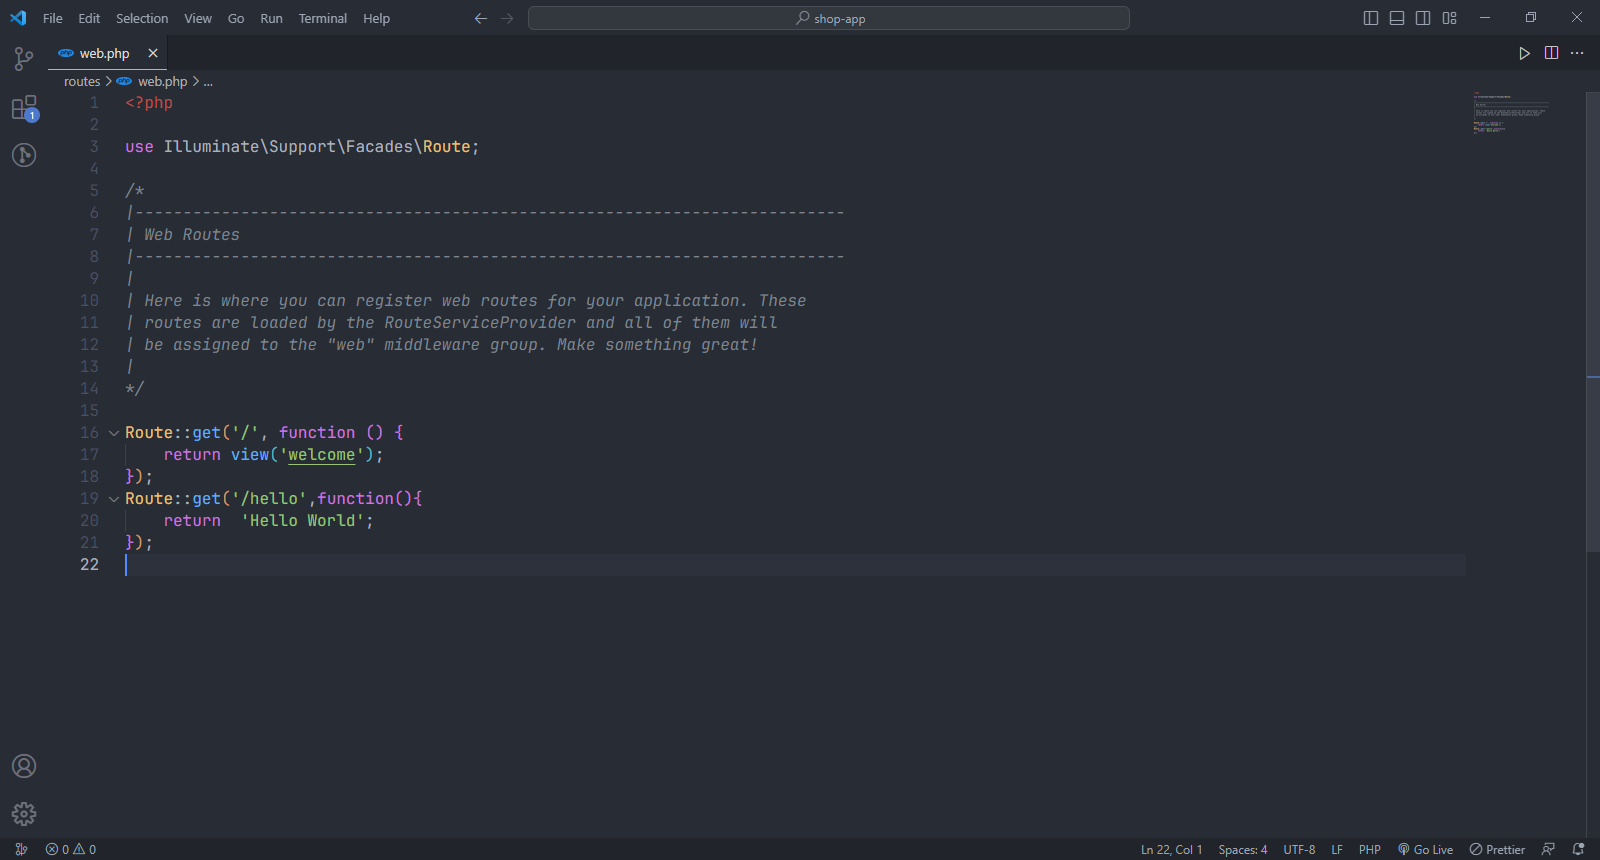 File Edit Selection View Go Run Terminal Help
shop-app
php web.php
routes > php web.php > ...
1
1 <?php
2
3 use Illuminate\Support\Facades\Route;
4
5 /*
6 |--------------------------------------------------------------------------
7 | Web Routes
8 |--------------------------------------------------------------------------
9 |
10 | Here is where you can register web routes for your application. These
11 | routes are loaded by the RouteServiceProvider and all of them will
12 | be assigned to the "web" middleware group. Make something great!
13 |
14 */
15
16 Route::get('/', function () {
17     return view('welcome');
18 });
19 Route::get('/hello',function(){
20     return  'Hello World';
21 });
22
0 0
Ln 22, Col 1 Spaces: 4 UTF-8 LF PHP Go Live Prettier